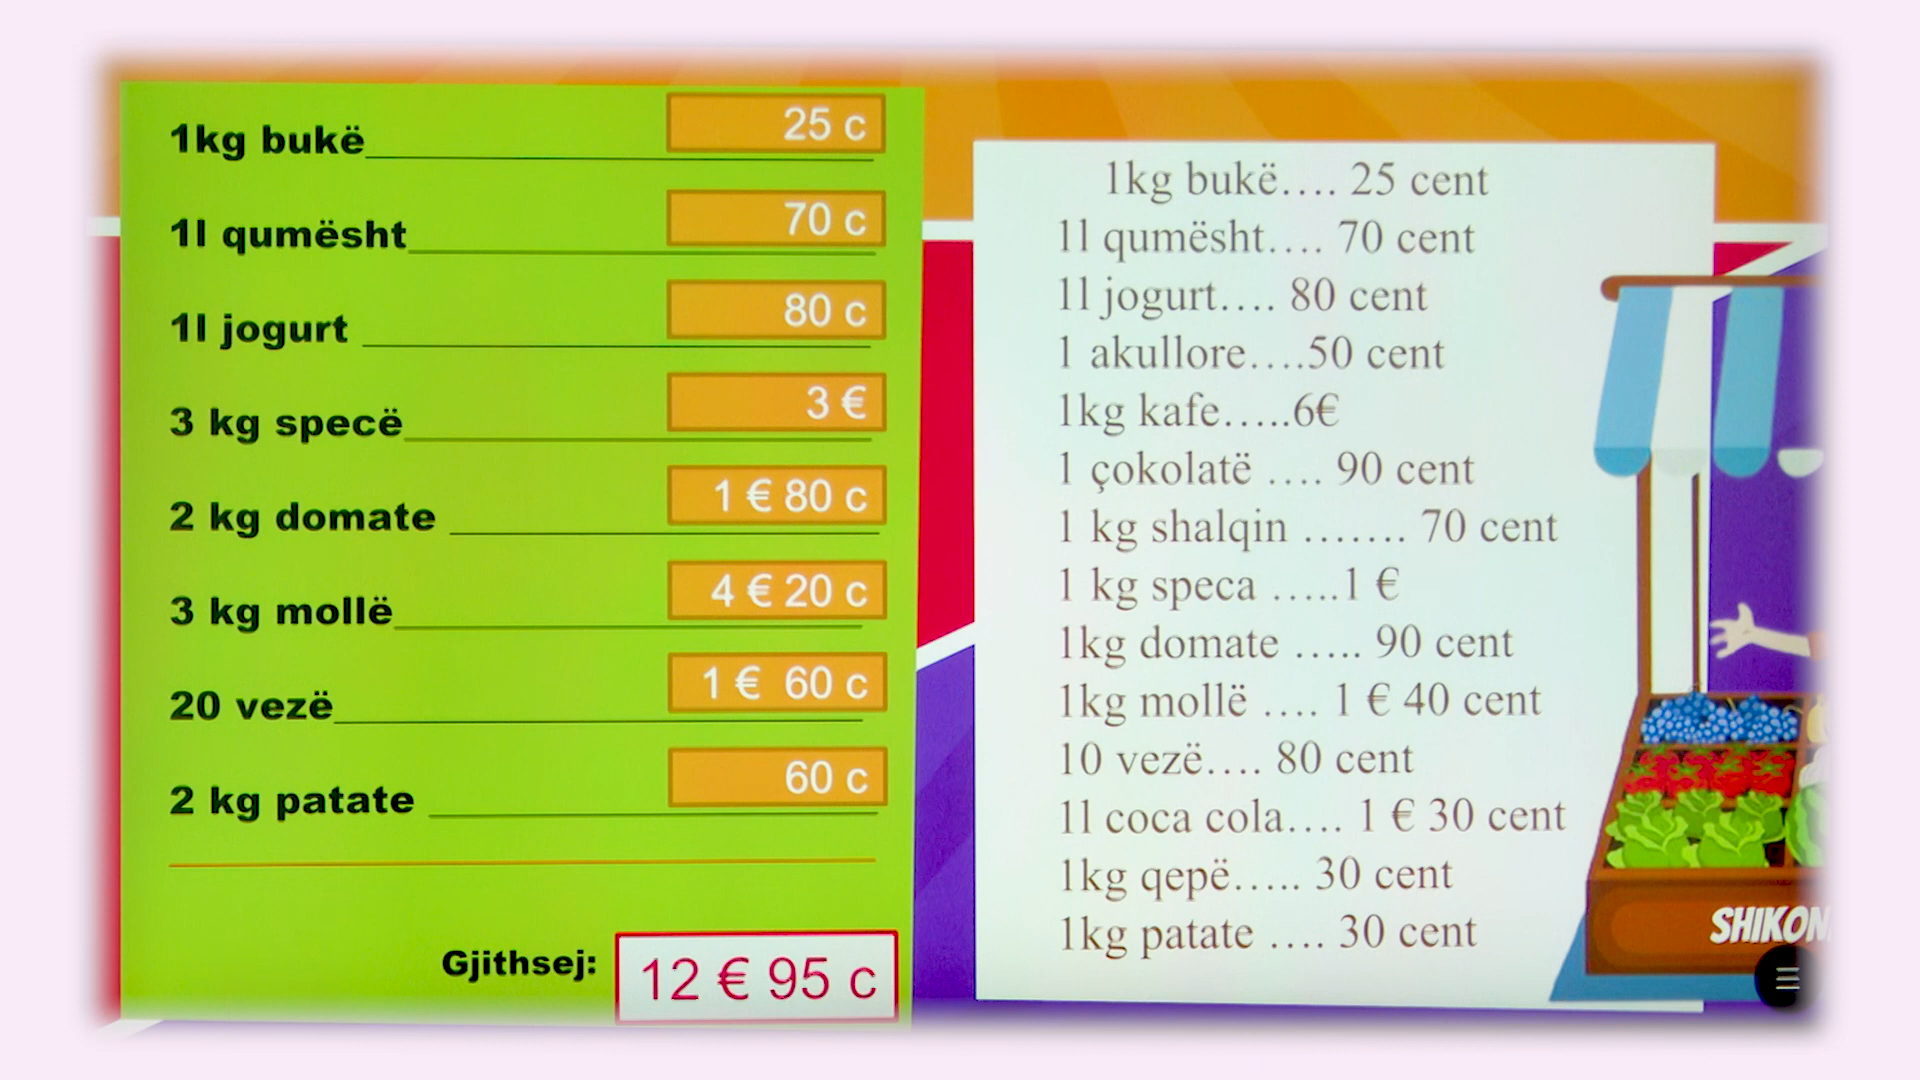 1kg bukë 25 c
1l qumësht 70 c
1l jogurt 80 c
3 kg specë 3 €
2 kg domate 1 € 80 c
3 kg mollë 4 € 20 c
20 vezë 1 € 60 c
2 kg patate 60 c
Gjithsej: 12 € 95 c
1kg bukë.... 25 cent
1l qumësht.... 70 cent
1l jogurt.... 80 cent
1 akullore....50 cent
1kg kafe.....6€
1 çokolatë .... 90 cent
1 kg shalqin ....... 70 cent
1 kg speca .....1 €
1kg domate ..... 90 cent
1kg mollë .... 1 € 40 cent
10 vezë.... 80 cent
1l coca cola.... 1 € 30 cent
1kg qepë..... 30 cent
1kg patate .... 30 cent